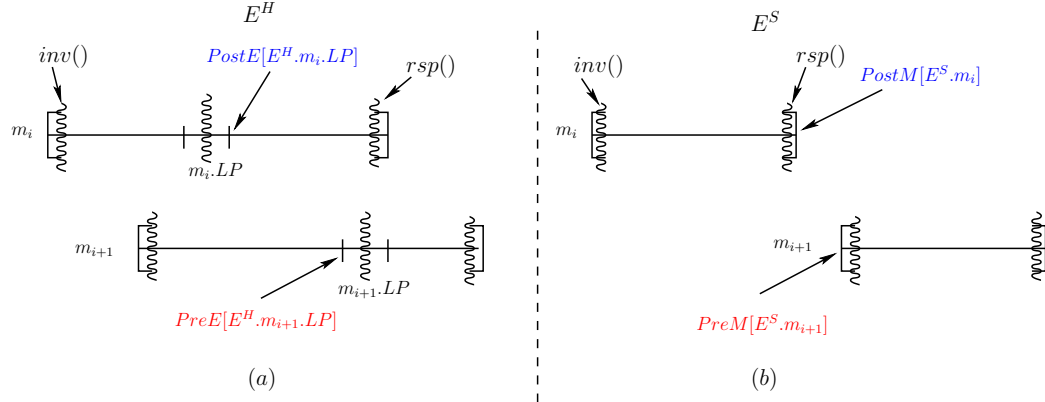 E^H
inv()
PostE[E^H.m_i.LP]
rsp()
m_i
m_i.LP
m_{i+1}
m_{i+1}.LP
PreE[E^H.m_{i+1}.LP]
(a)
E^S
inv()
rsp()
PostM[E^S.m_i]
m_i
m_{i+1}
PreM[E^S.m_{i+1}]
(b)